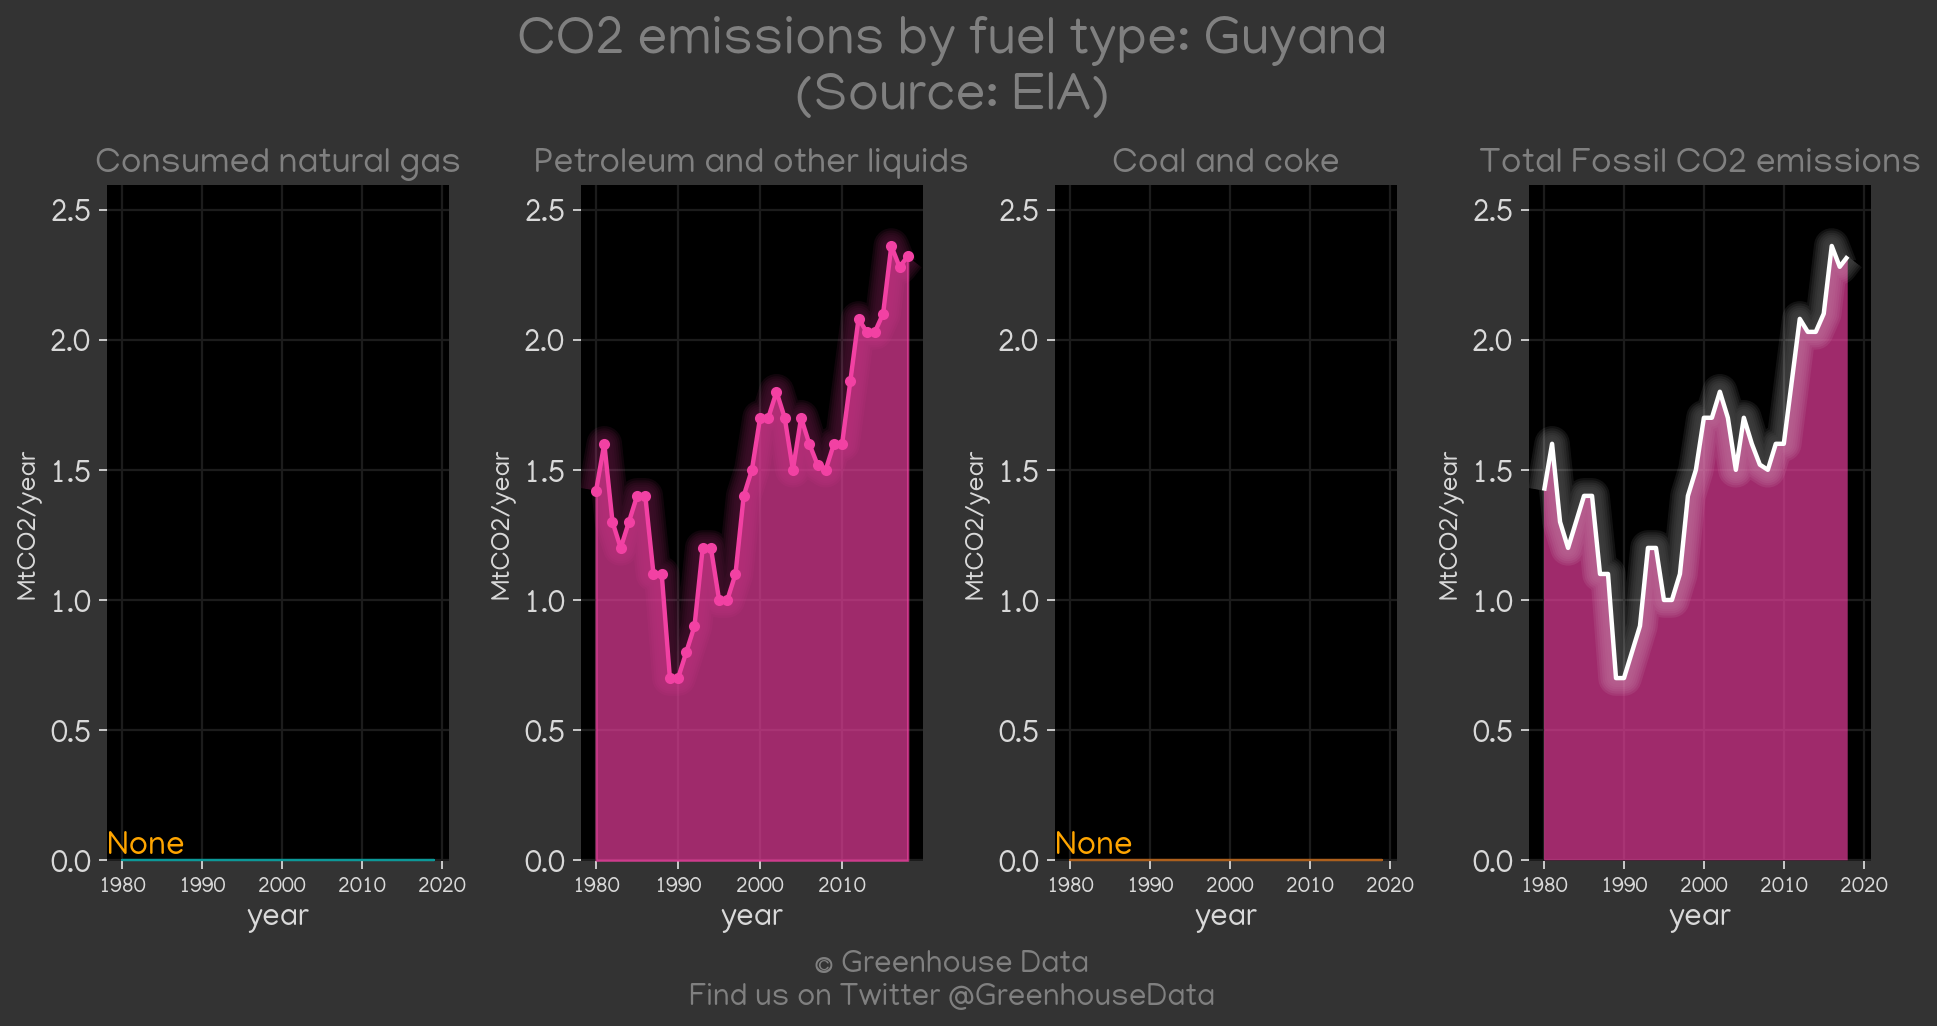 CO2 emissions by fuel type: Guyana
(Source: EIA)
Consumed natural gas
2.5
2.0
1.5
1.0
0.5
0.0
MtCO2/year
None
1980 1990 2000 2010 2020
year
Petroleum and other liquids
2.5
2.0
1.5
1.0
0.5
0.0
MtCO2/year
1980 1990 2000 2010
year
Coal and coke
2.5
2.0
1.5
1.0
0.5
0.0
MtCO2/year
None
1980 1990 2000 2010 2020
year
Total Fossil CO2 emissions
2.5
2.0
1.5
1.0
0.5
0.0
MtCO2/year
1980 1990 2000 2010 2020
year
© Greenhouse Data
Find us on Twitter @GreenhouseData